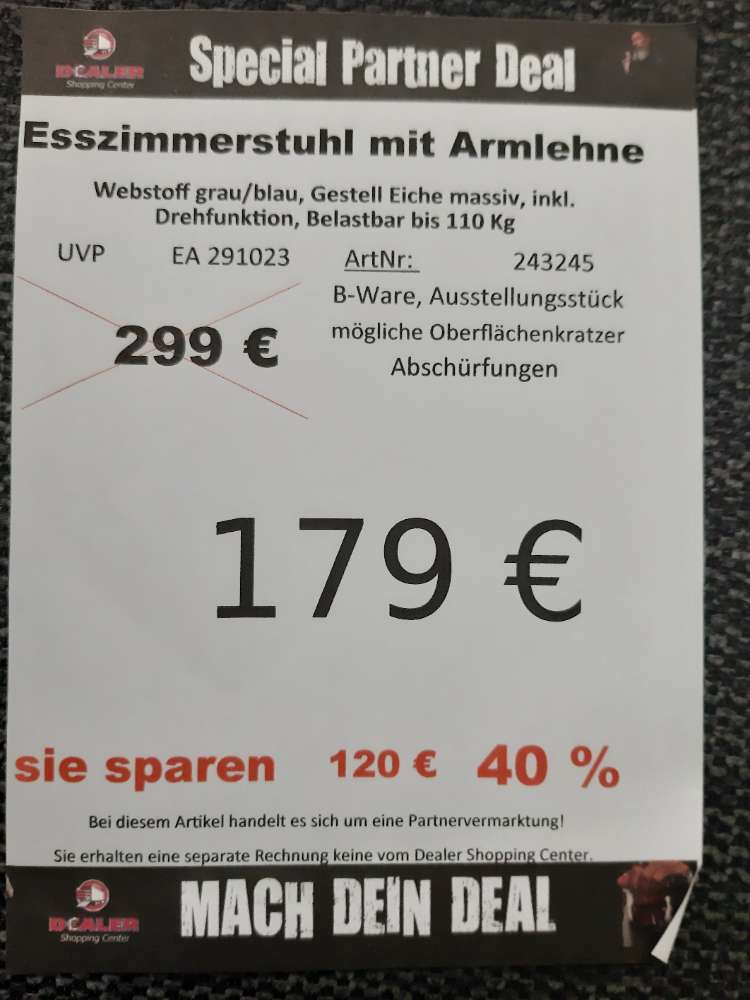 DEALER
Shopping Center
Special Partner Deal
Esszimmerstuhl mit Armlehne
Webstoff grau/blau, Gestell Eiche massiv, inkl.
Drehfunktion, Belastbar bis 110 Kg
UVP EA 291023 ArtNr: 243245
B-Ware, Ausstellungsstück
299 € mögliche Oberflächenkratzer
Abschürfungen
179 €
sie sparen 120 € 40 %
Bei diesem Artikel handelt es sich um eine Partnervermarktung!
Sie erhalten eine separate Rechnung keine vom Dealer Shopping Center.
DEALER
Shopping Center
MACH DEIN DEAL